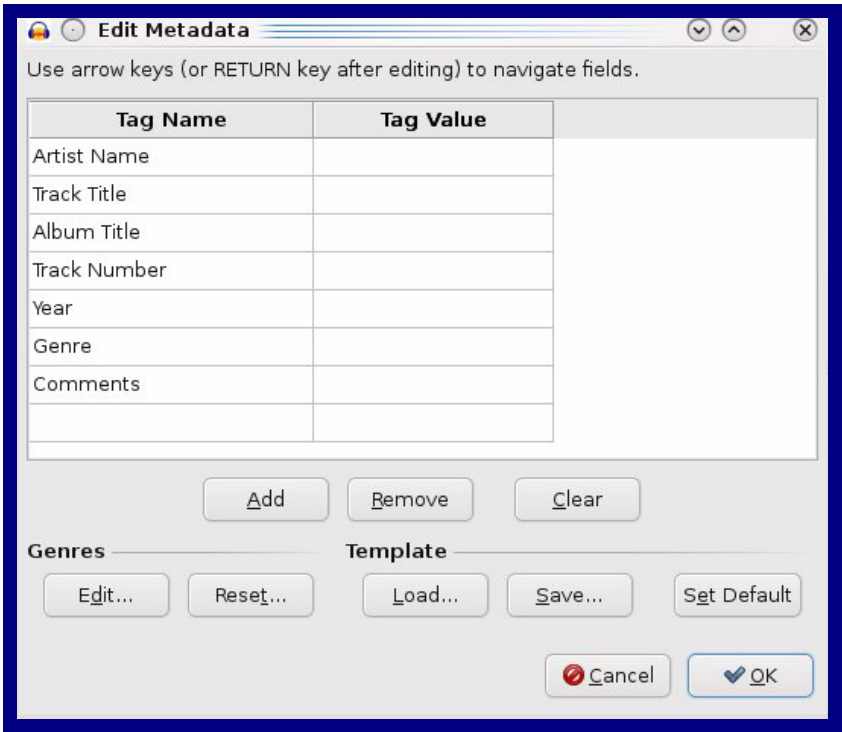 Edit Metadata
Use arrow keys (or RETURN key after editing) to navigate fields.
Tag Name Tag Value
Artist Name
Track Title
Album Title
Track Number
Year
Genre
Comments
Add Remove Clear
Genres Template
Edit... Reset... Load... Save... Set Default
Cancel OK